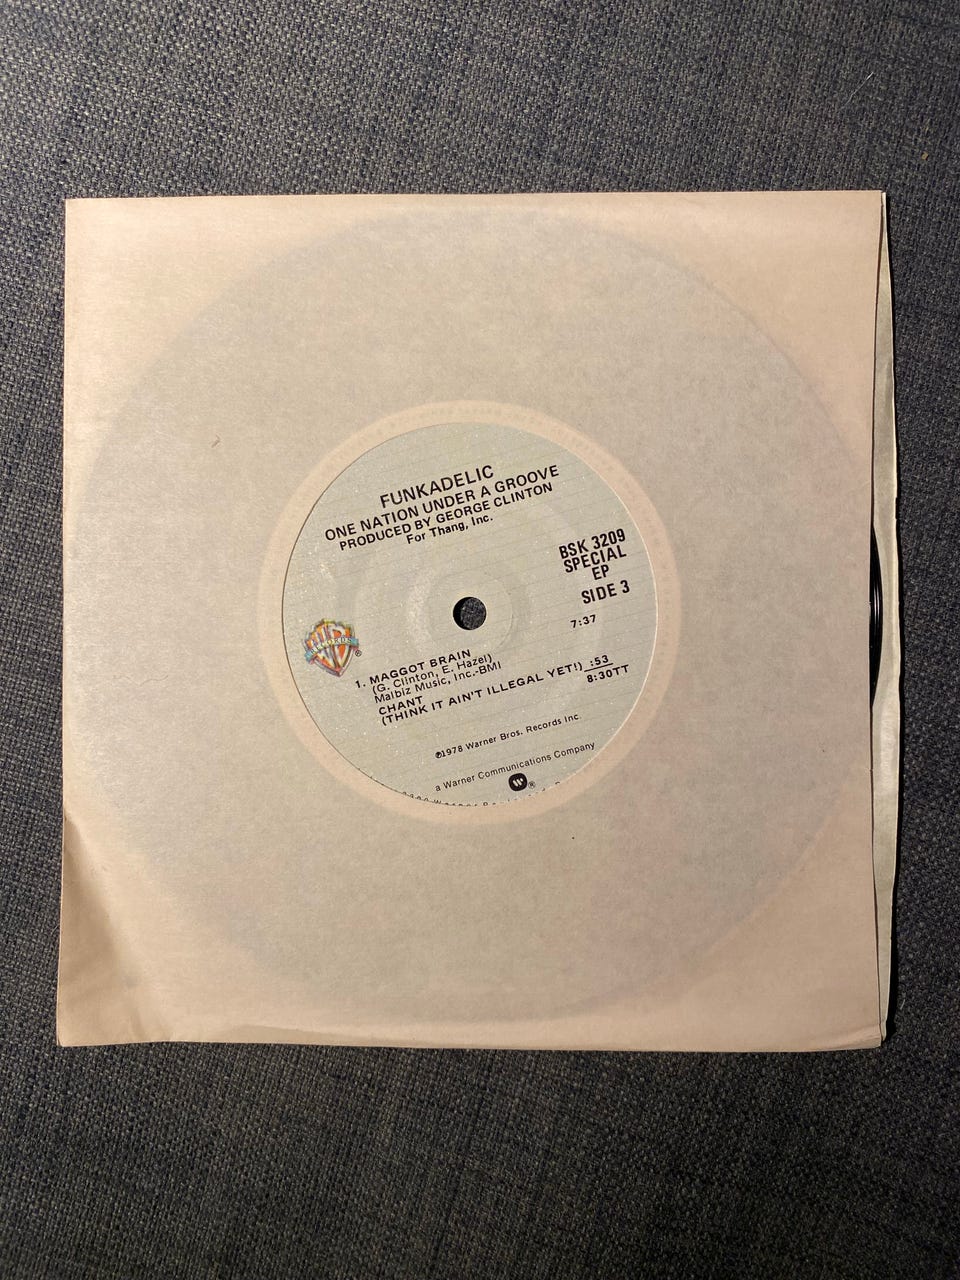 FUNKADELIC
ONE NATION UNDER A GROOVE
PRODUCED BY GEORGE CLINTON
For Thang, Inc.
BSK 3209
SPECIAL
EP
SIDE 3
RECORDS ®
1. MAGGOT BRAIN 7:37
(G. Clinton, E. Hazel)
Malbiz Music, Inc.-BMI
CHANT
(THINK IT AIN'T ILLEGAL YET!) :53
8:30TT
℗1978 Warner Bros. Records Inc.
a Warner Communications Company
®